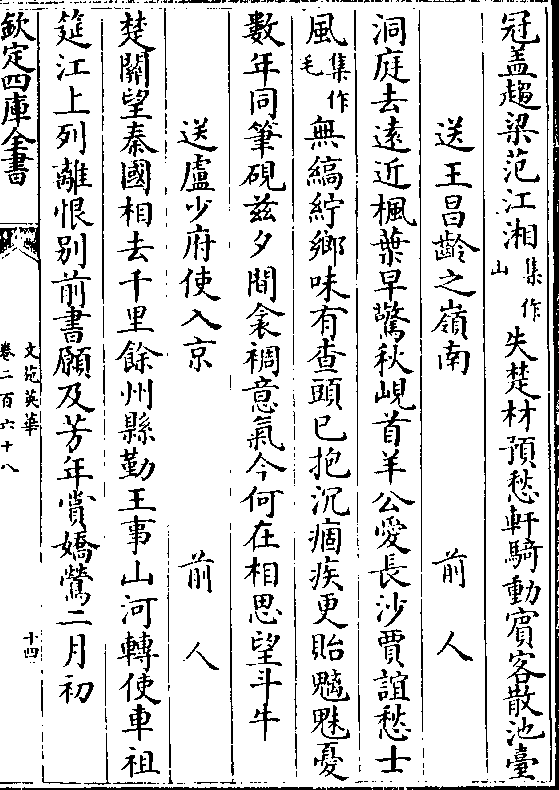 冠蓋趨梁范江湘集作山失楚材預愁軒騎動賓客散池臺
送王昌齡之嶺南 前人
洞庭去遠近楓葉早驚秋峴首羊公愛長沙賈誼愁士
風集作毛無縞紵鄉味有查頭已抱沉痼疾更貽魑魅憂
數年同筆硯兹夕間衾裯意氣今何在相思望斗牛
送盧少府使入京 前人
楚關望秦國相去千里餘州縣勤王事山河轉使車祖
筵江上列離恨别前書願及芳年賞嬌鶯二月初
欽定四庫全書
文苑英華
卷二百六十八
十四